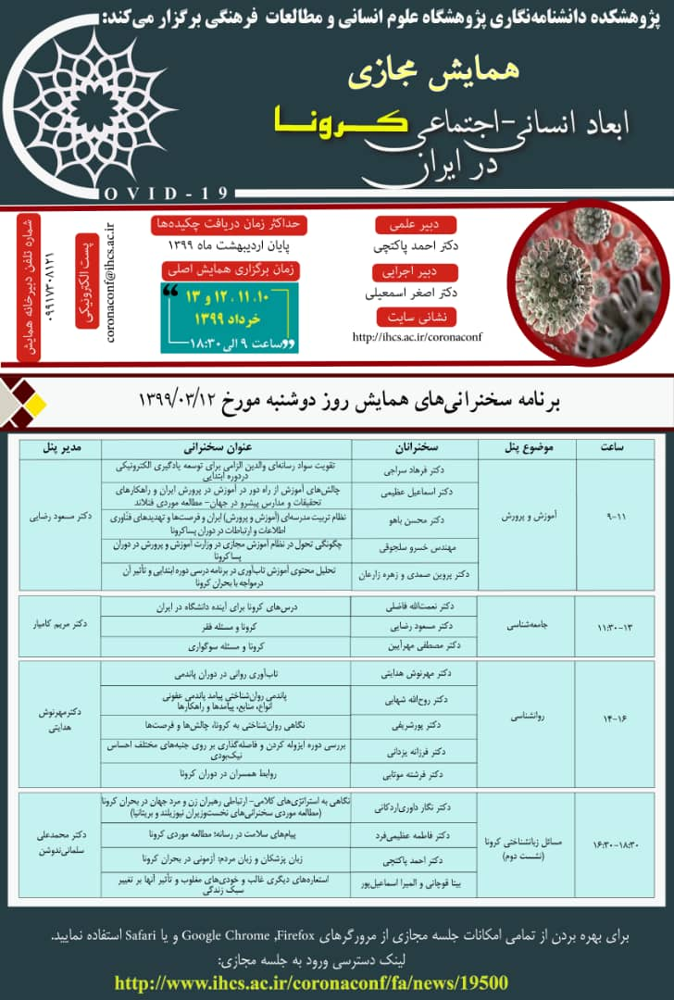 پژوهشکده دانشنامه‌نگاری پژوهشگاه علوم انسانی و مطالعات فرهنگی برگزار می‌کند:
همایش مجازی
ابعاد انسانی-اجتماعی کرونا
در ایران
OVID-19
دبیر علمی
دکتر احمد پاکتچی
دبیر اجرایی
دکتر اصغر اسمعیلی
نشانی سایت
http://ihcs.ac.ir/coronaconf
حداکثر زمان دریافت چکیده‌ها
پایان اردیبهشت ماه ۱۳۹۹
زمان برگزاری همایش اصلی
۱۰، ۱۱، ۱۲ و ۱۳
خرداد ۱۳۹۹
ساعت ۹ الی ۱۸:۳۰
پست الکترونیکی
coronaconf@ihcs.ac.ir
شماره تلفن دبیرخانه همایش
۰۹۹۱۷۳۰۸۱۲۱
برنامه سخنرانی‌های همایش روز دوشنبه مورخ ۱۳۹۹/۰۳/۱۲
ساعت موضوع پنل سخنرانان عنوان سخنرانی مدیر پنل
۹-۱۱ آموزش و پرورش دکتر مسعود رضایی
دکتر فرهاد سراجی تقویت سواد رسانه‌ای والدین الزامی برای توسعه یادگیری الکترونیکی
دردوره ابتدایی
دکتر اسماعیل عظیمی چالش‌های آموزش از راه دور در آموزش در پرورش ایران و راهکارهای
تحقیقات و مدارس پیشرو در جهان- مطالعه موردی فنلاند
دکتر محسن باهو نظام تربیت مدرسه‌ای (آموزش و پرورش) ایران و فرصت‌ها و تهدیدهای فنّاوری
اطلاعات و ارتباطات در دوران پساکرونا
مهندس خسرو سلجوقی چگونگی تحول در نظام آموزش مجازی در وزارت آموزش و پرورش در دوران
پسا کرونا
دکتر پروین صمدی و زهره زارعان تحلیل محتوی آموزش تاب‌آوری در برنامه درسی دوره ابتدایی و تأثیر آن
درمواجه با بحران کرونا
۱۱:۳۰-۱۳ جامعه‌شناسی دکتر مریم کامیار
دکتر نعمت‌الله فاضلی درس‌های کرونا برای آینده دانشگاه در ایران
دکتر مسعود رضایی کرونا و مسئله فقر
دکتر مصطفی مهرآیین کرونا و مسئله سوگواری
۱۴-۱۶ روانشناسی دکترمهرنوش
هدایتی
دکتر مهرنوش هدایتی تاب‌آوری روانی در دوران پاندمی
دکتر روح‌الله شهابی پاندمی روان‌شناختی پیامد پاندمی عفونی
انواع، منابع، پیامدها و راهکارها
دکتر پورشریفی نگاهی روان‌شناختی به کرونا، چالش‌ها و فرصت‌ها
دکتر فرزانه یزدانی بررسی دوره ایزوله کردن و فاصله‌گذاری بر روی جنبه‌های مختلف احساس
نیک‌بودی
دکتر فرشته موتابی روابط همسران در دوران کرونا
۱۶:۳۰-۱۸:۳۰ مسائل زبانشناختی کرونا
(نشست دوم) دکتر محمدعلی
سلمانی‌ندوشن
دکتر نگار داوری‌اردکانی نگاهی به استراتژی‌های کلامی- ارتباطی رهبران زن و مرد جهان در بحران کرونا
(مطالعه موردی سخنرانی‌های نخست‌وزیران نیوزیلند و بریتانیا)
دکتر فاطمه عظیمی‌فرد پیام‌های سلامت در رسانه؛ مطالعه موردی کرونا
دکتر احمد پاکتچی زبان پزشکان و زبان مردم؛ آزمونی در بحران کرونا
بینا قوچانی و المیرا اسماعیل‌پور استعاره‌های دیگری غالب و خودی‌های مغلوب و تأثیر آنها بر تغییر
سبک زندگی
برای بهره بردن از تمامی امکانات جلسه مجازی از مرورگرهای Google Chrome ,Firefox و یا Safari استفاده نمایید.
لینک دسترسی ورود به جلسه مجازی:
http://www.ihcs.ac.ir/coronaconf/fa/news/19500